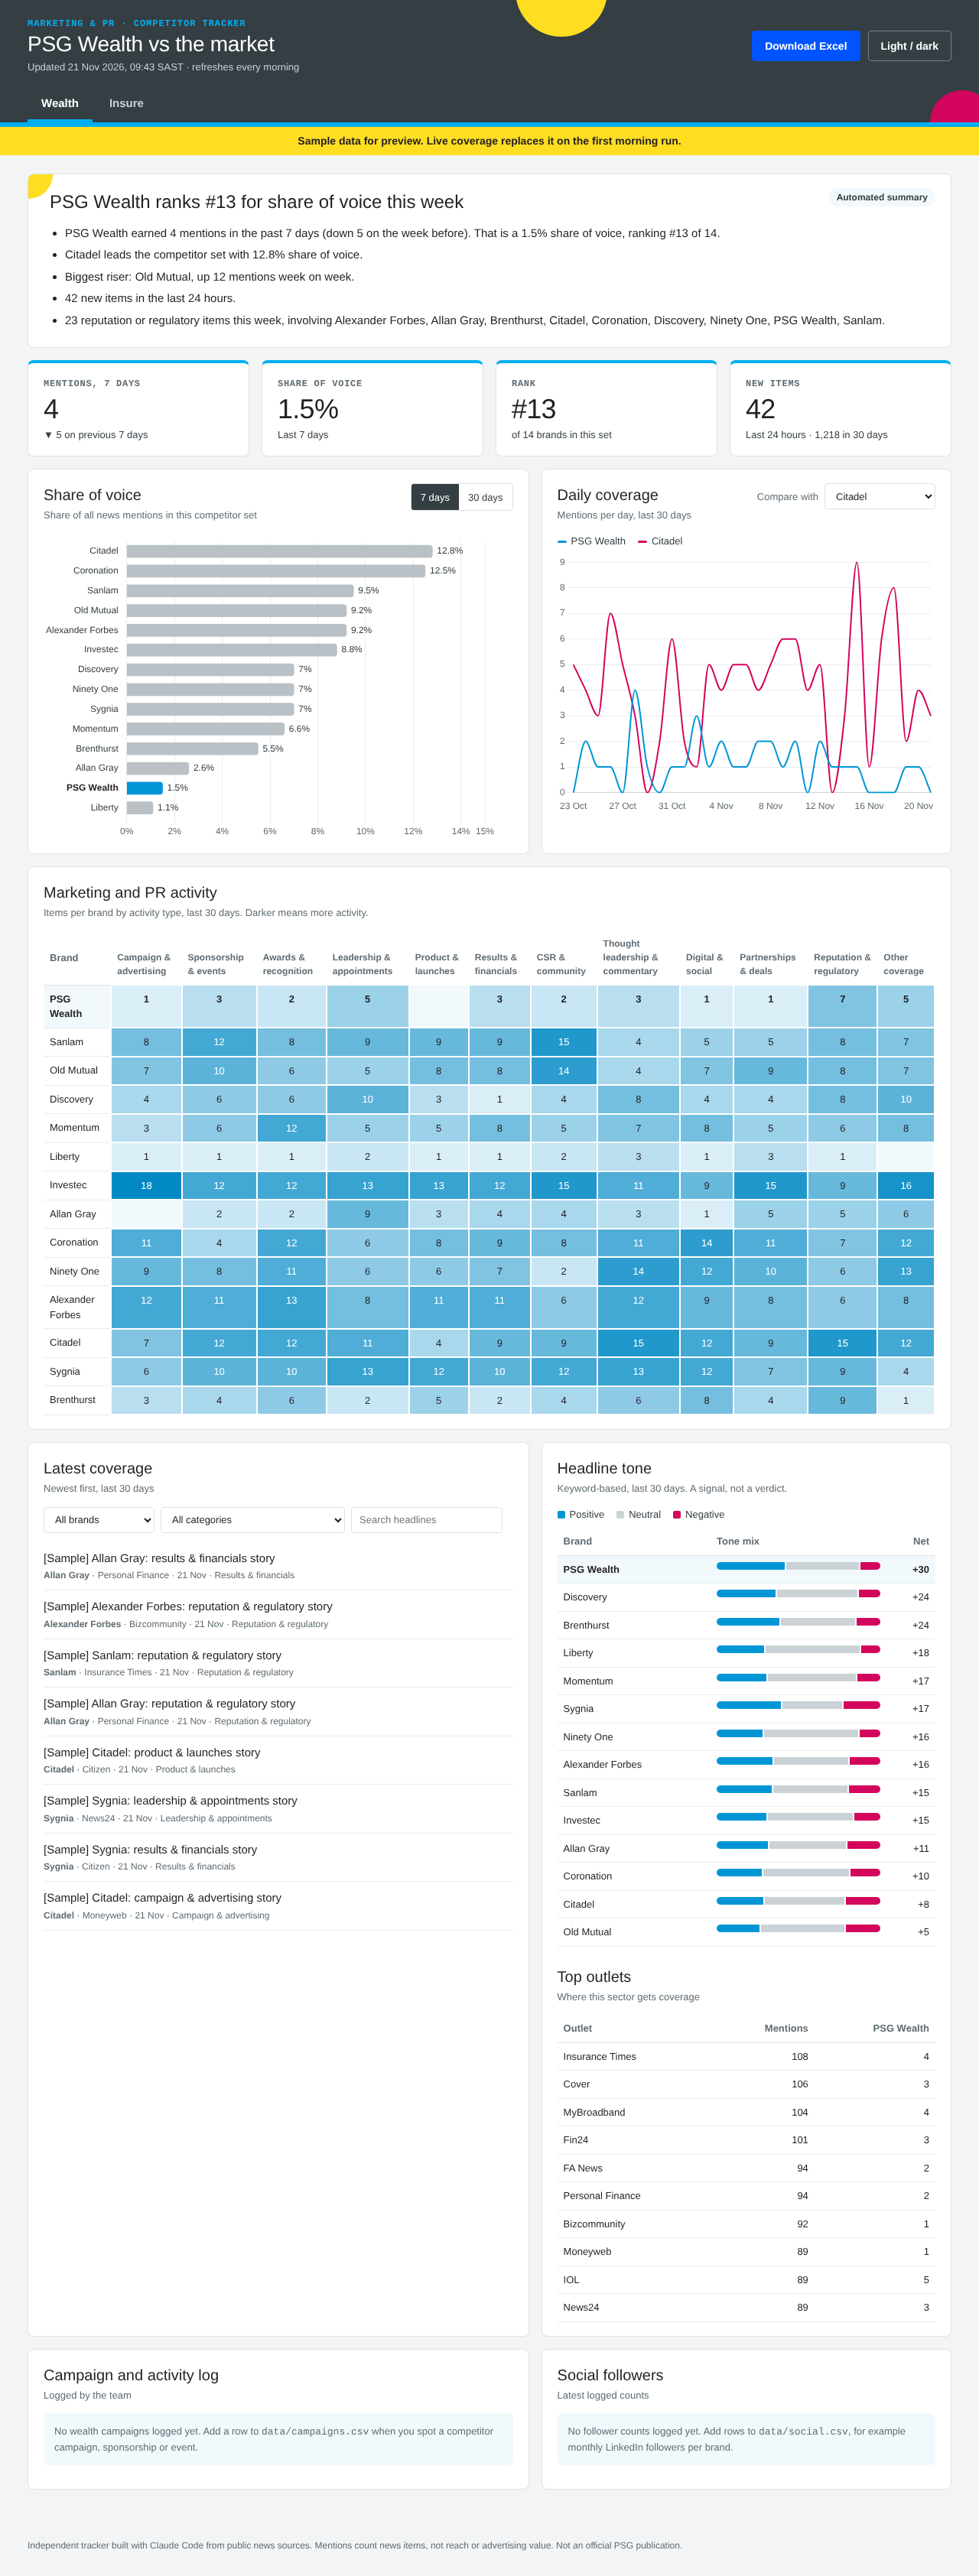 MARKETING & PR · COMPETITOR TRACKER
PSG Wealth vs the market
Updated 21 Nov 2026, 09:43 SAST · refreshes every morning
Download Excel
Light / dark
Wealth
Insure
Sample data for preview. Live coverage replaces it on the first morning run.
PSG Wealth ranks #13 for share of voice this week
Automated summary
• PSG Wealth earned 4 mentions in the past 7 days (down 5 on the week before). That is a 1.5% share of voice, ranking #13 of 14.
• Citadel leads the competitor set with 12.8% share of voice.
• Biggest riser: Old Mutual, up 12 mentions week on week.
• 42 new items in the last 24 hours.
• 23 reputation or regulatory items this week, involving Alexander Forbes, Allan Gray, Brenthurst, Citadel, Coronation, Discovery, Ninety One, PSG Wealth, Sanlam.
MENTIONS, 7 DAYS
4
▼ 5 on previous 7 days
SHARE OF VOICE
1.5%
Last 7 days
RANK
#13
of 14 brands in this set
NEW ITEMS
42
Last 24 hours · 1,218 in 30 days
Share of voice
Share of all news mentions in this competitor set
7 days
30 days
Citadel 12.8%
Coronation 12.5%
Sanlam 9.5%
Old Mutual 9.2%
Alexander Forbes 9.2%
Investec 8.8%
Discovery 7%
Ninety One 7%
Sygnia 7%
Momentum 6.6%
Brenthurst 5.5%
Allan Gray 2.6%
PSG Wealth 1.5%
Liberty 1.1%
0% 2% 4% 6% 8% 10% 12% 14% 15%
Daily coverage
Mentions per day, last 30 days
Compare with
Citadel
PSG Wealth
Citadel
9
8
7
6
5
4
3
2
1
0
23 Oct 27 Oct 31 Oct 4 Nov 8 Nov 12 Nov 16 Nov 20 Nov
Marketing and PR activity
Items per brand by activity type, last 30 days. Darker means more activity.
Brand
Campaign & advertising
Sponsorship & events
Awards & recognition
Leadership & appointments
Product & launches
Results & financials
CSR & community
Thought leadership & commentary
Digital & social
Partnerships & deals
Reputation & regulatory
Other coverage
PSG Wealth 1 3 2 5 3 2 3 1 1 7 5
Sanlam 8 12 8 9 9 9 15 4 5 5 8 7
Old Mutual 7 10 6 5 8 8 14 4 7 9 8 7
Discovery 4 6 6 10 3 1 4 8 4 4 8 10
Momentum 3 6 12 5 5 8 5 7 8 5 6 8
Liberty 1 1 1 2 1 1 2 3 1 3 1
Investec 18 12 12 13 13 12 15 11 9 15 9 16
Allan Gray 2 2 9 3 4 4 3 1 5 5 6
Coronation 11 4 12 6 8 9 8 11 14 11 7 12
Ninety One 9 8 11 6 6 7 2 14 12 10 6 13
Alexander Forbes 12 11 13 8 11 11 6 12 9 8 6 8
Citadel 7 12 12 11 4 9 9 15 12 9 15 12
Sygnia 6 10 10 13 12 10 12 13 12 7 9 4
Brenthurst 3 4 6 2 5 2 4 6 8 4 9 1
Latest coverage
Newest first, last 30 days
All brands
All categories
Search headlines
[Sample] Allan Gray: results & financials story
Allan Gray · Personal Finance · 21 Nov · Results & financials
[Sample] Alexander Forbes: reputation & regulatory story
Alexander Forbes · Bizcommunity · 21 Nov · Reputation & regulatory
[Sample] Sanlam: reputation & regulatory story
Sanlam · Insurance Times · 21 Nov · Reputation & regulatory
[Sample] Allan Gray: reputation & regulatory story
Allan Gray · Personal Finance · 21 Nov · Reputation & regulatory
[Sample] Citadel: product & launches story
Citadel · Citizen · 21 Nov · Product & launches
[Sample] Sygnia: leadership & appointments story
Sygnia · News24 · 21 Nov · Leadership & appointments
[Sample] Sygnia: results & financials story
Sygnia · Citizen · 21 Nov · Results & financials
[Sample] Citadel: campaign & advertising story
Citadel · Moneyweb · 21 Nov · Campaign & advertising
Headline tone
Keyword-based, last 30 days. A signal, not a verdict.
Positive
Neutral
Negative
Brand Tone mix Net
PSG Wealth +30
Discovery +24
Brenthurst +24
Liberty +18
Momentum +17
Sygnia +17
Ninety One +16
Alexander Forbes +16
Sanlam +15
Investec +15
Allan Gray +11
Coronation +10
Citadel +8
Old Mutual +5
Top outlets
Where this sector gets coverage
Outlet Mentions PSG Wealth
Insurance Times 108 4
Cover 106 3
MyBroadband 104 4
Fin24 101 3
FA News 94 2
Personal Finance 94 2
Bizcommunity 92 1
Moneyweb 89 1
IOL 89 5
News24 89 3
Campaign and activity log
Logged by the team
No wealth campaigns logged yet. Add a row to data/campaigns.csv when you spot a competitor
campaign, sponsorship or event.
Social followers
Latest logged counts
No follower counts logged yet. Add rows to data/social.csv, for example
monthly LinkedIn followers per brand.
Independent tracker built with Claude Code from public news sources. Mentions count news items, not reach or advertising value. Not an official PSG publication.